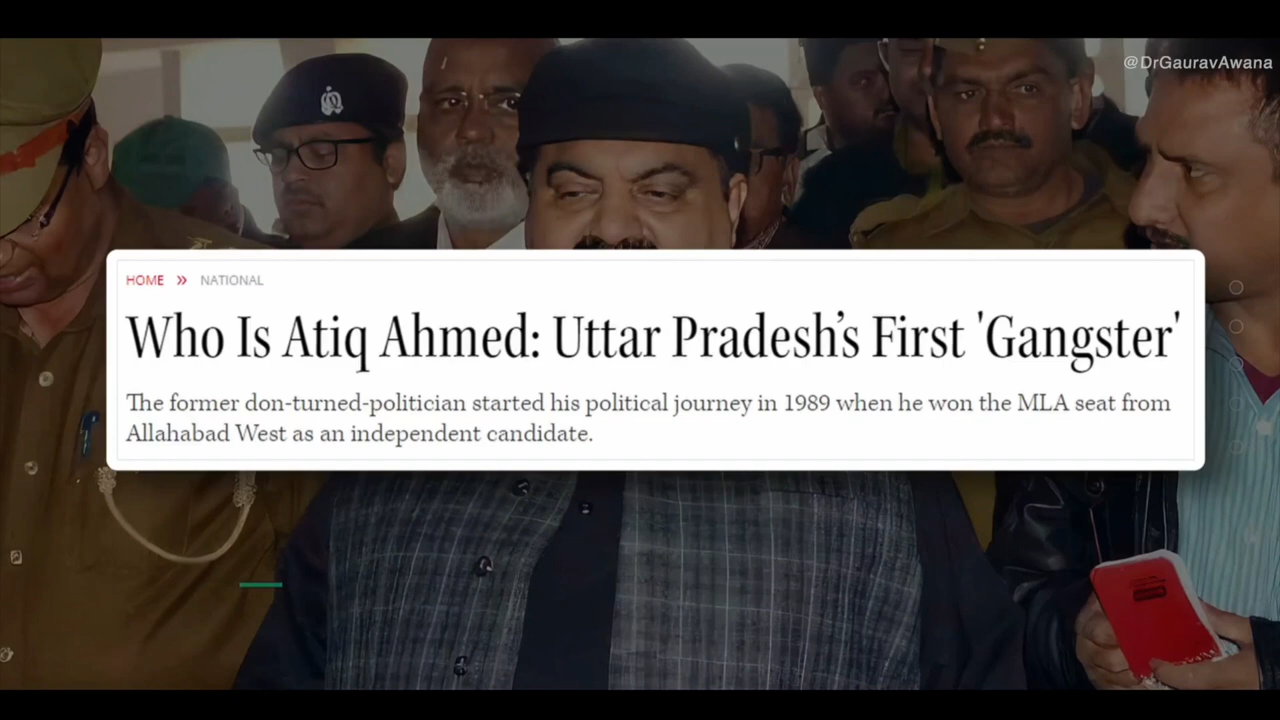 @DrGauravAwana
HOME » NATIONAL
Who Is Atiq Ahmed: Uttar Pradesh's First 'Gangster'
The former don-turned-politician started his political journey in 1989 when he won the MLA seat from
Allahabad West as an independent candidate.